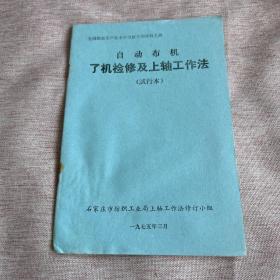 自动布机
了机检修及上轴工作法
(试行本)
石家庄市纺织工业局上轴工作法修订小组
一九七五年三月